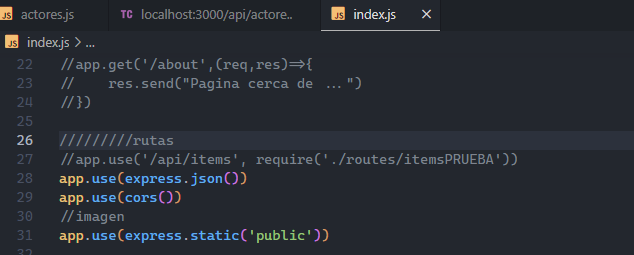 JS actores.js TC localhost:3000/api/actore.. JS index.js ×
JS index.js > ...
22 //app.get('/about',(req,res)=>{
23 //    res.send("Pagina cerca de ...")
24 //})
25
26 /////////rutas
27 //app.use('/api/items', require('./routes/itemsPRUEBA'))
28 app.use(express.json())
29 app.use(cors())
30 //imagen
31 app.use(express.static('public'))
32